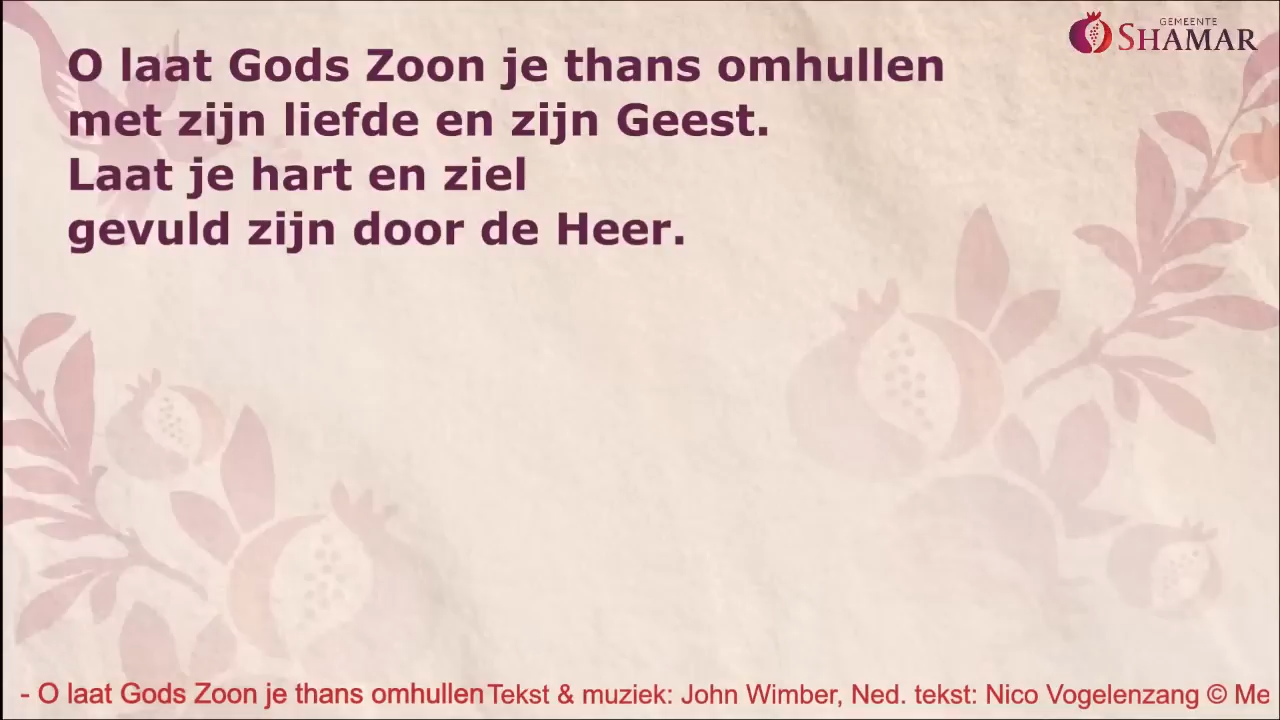 GEMEENTE
SHAMAR
O laat Gods Zoon je thans omhullen
met zijn liefde en zijn Geest.
Laat je hart en ziel
gevuld zijn door de Heer.
- O laat Gods Zoon je thans omhullen Tekst & muziek: John Wimber, Ned. tekst: Nico Vogelenzang © Me